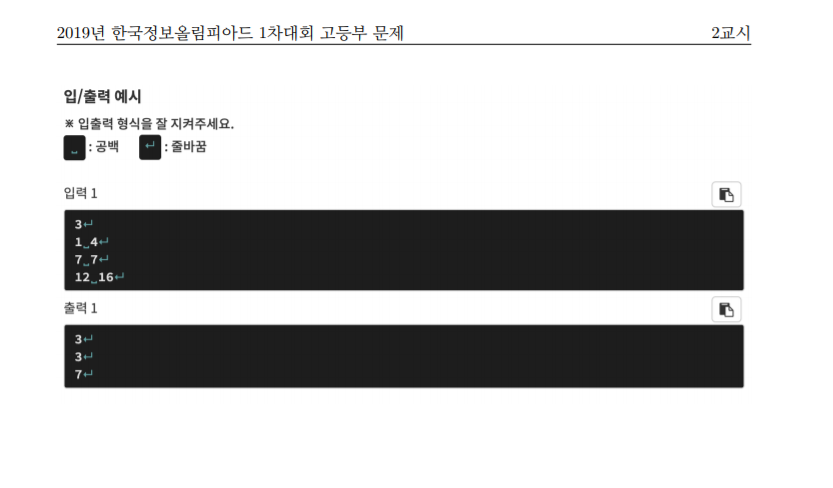 2019년 한국정보올림피아드 1차대회 고등부 문제 2교시
입/출력 예시
※ 입출력 형식을 잘 지켜주세요.
␣ : 공백 ↵ : 줄바꿈
입력 1
3↵
1␣4↵
7␣7↵
12␣16↵
출력 1
3↵
3↵
7↵